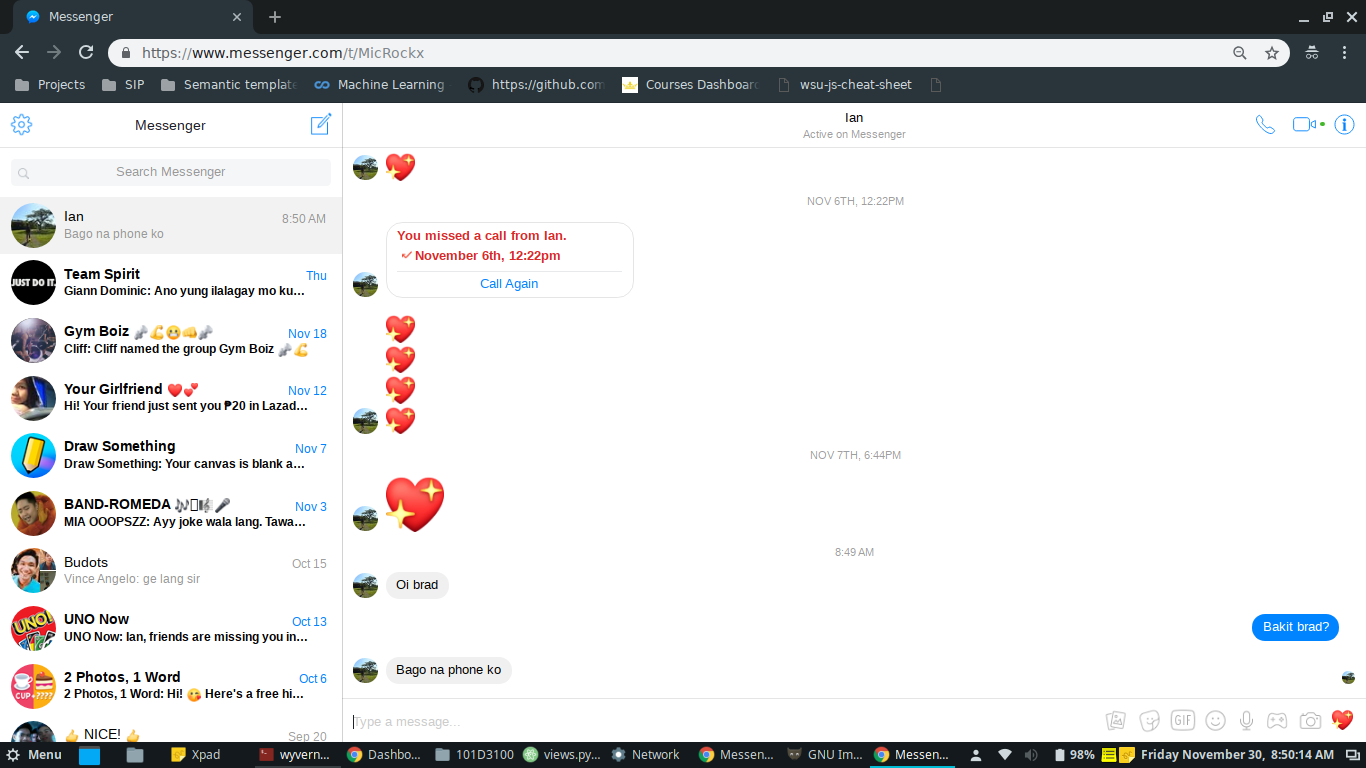 Messenger
https://www.messenger.com/t/MicRockx
Projects
SIP
Semantic template
Machine Learning
https://github.com
Courses Dashboard
wsu-js-cheat-sheet
Messenger
Search Messenger
Ian
8:50 AM
Bago na phone ko
JUST DO IT.
Team Spirit
Thu
Giann Dominic: Ano yung ilalagay mo ku…
Gym Boiz 🎤💪😬🤜🎤
Nov 18
Cliff: Cliff named the group Gym Boiz 🎤💪
Your Girlfriend ❤️💕
Nov 12
Hi! Your friend just sent you ₱20 in Lazad…
Draw Something
Nov 7
Draw Something: Your canvas is blank a…
BAND-ROMEDA 🎶🎼🎤
Nov 3
MIA OOOPSZZ: Ayy joke wala lang. Tawa…
Budots
Oct 15
Vince Angelo: ge lang sir
UNO!
UNO Now
Oct 13
UNO Now: Ian, friends are missing you in…
CUP+????
2 Photos, 1 Word
Oct 6
2 Photos, 1 Word: Hi! 😋 Here's a free hi…
👍 NICE! 👍
Sep 20
Ian
Active on Messenger
💖
NOV 6TH, 12:22PM
You missed a call from Ian.
November 6th, 12:22pm
Call Again
💖
💖
💖
💖
NOV 7TH, 6:44PM
💖
8:49 AM
Oi brad
Bakit brad?
Bago na phone ko
Type a message...
GIF
Menu
Xpad
wyvern...
Dashbo...
101D3100
views.py...
Network
Messen...
GNU Im...
Messen...
98%
Friday November 30, 8:50:14 AM